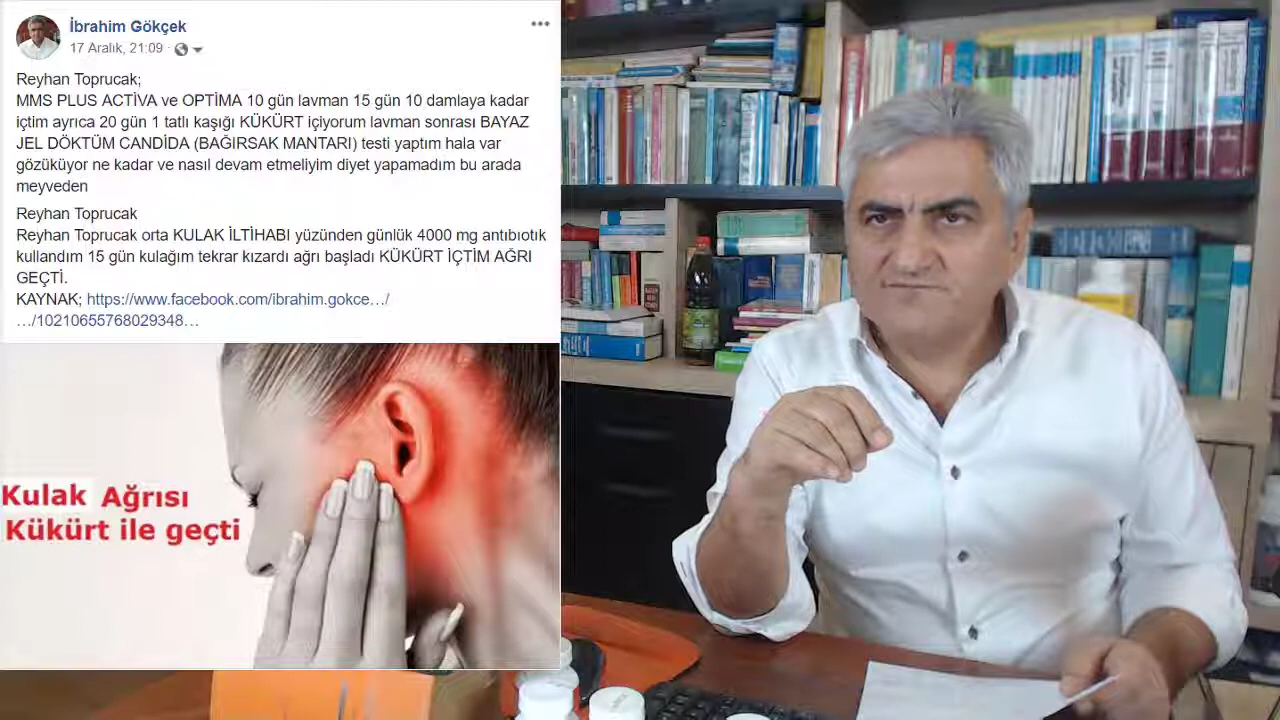 İbrahim Gökçek
17 Aralık, 21:09
Reyhan Toprucak;
MMS PLUS ACTİVA ve OPTİMA 10 gün lavman 15 gün 10 damlaya kadar
içtim ayrıca 20 gün 1 tatlı kaşığı KÜKÜRT içiyorum lavman sonrası BAYAZ
JEL DÖKTÜM CANDİDA (BAĞIRSAK MANTARI) testi yaptım hala var
gözüküyor ne kadar ve nasıl devam etmeliyim diyet yapamadım bu arada
meyveden
Reyhan Toprucak
Reyhan Toprucak orta KULAK İLTİHABI yüzünden günlük 4000 mg antıbıotık
kullandım 15 gün kulağım tekrar kızardı ağrı başladı KÜKÜRT İÇTİM AĞRI
GEÇTİ.
KAYNAK; https://www.facebook.com/ibrahim.gokce…/
…/10210655768029348…
Kulak Ağrısı
Kükürt ile geçti